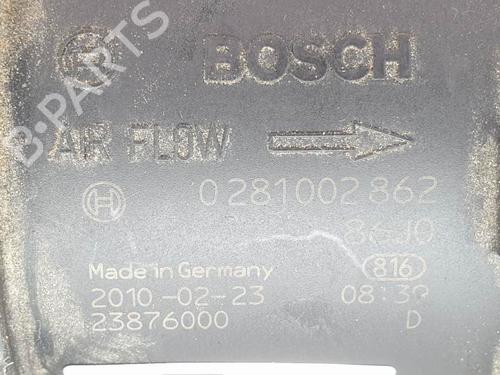 B-PARTS
BOSCH
AIR FLOW
0 281 002 862
86J0
Made in Germany
816
2010-02-23
08:39
23876000
D